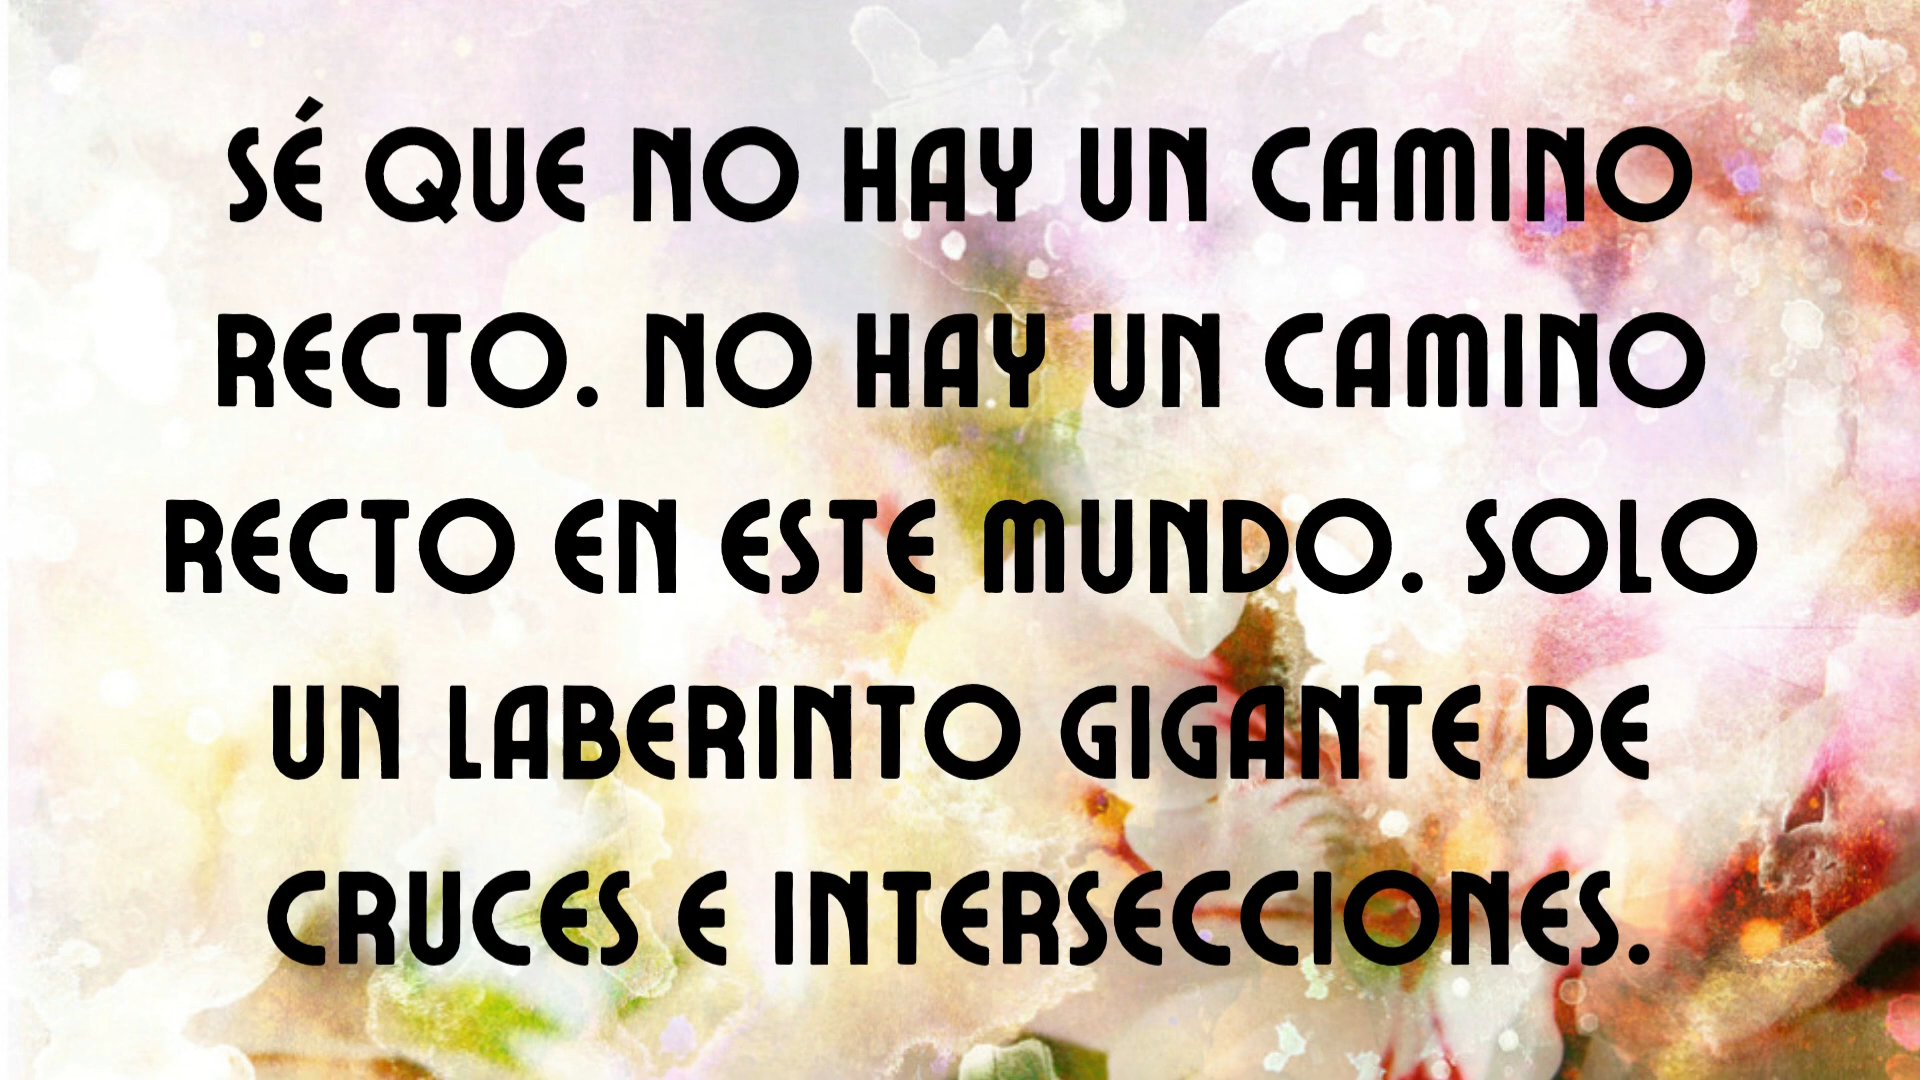 SÉ QUE NO HAY UN CAMINO
RECTO. NO HAY UN CAMINO
RECTO EN ESTE MUNDO. SOLO
UN LABERINTO GIGANTE DE
CRUCES E INTERSECCIONES.